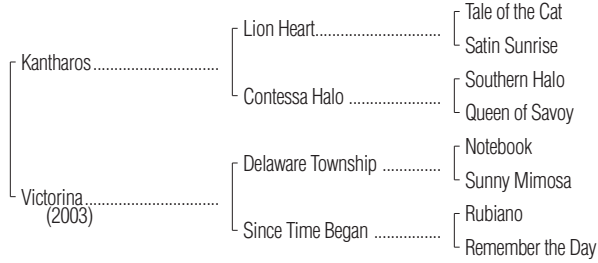 Tale of the Cat
Lion Heart................................
Satin Sunrise
Kantharos................................
Southern Halo
Contessa Halo .......................
Queen of Savoy
Notebook
Delaware Township ..............
Sunny Mimosa
Victorina..................................
(2003)
Rubiano
Since Time Began .................
Remember the Day